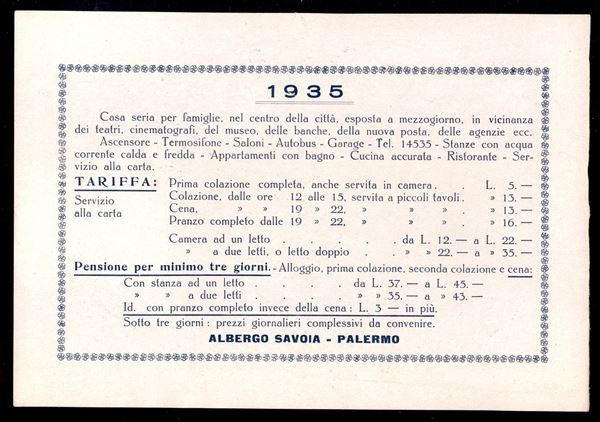 1935
Casa seria per famiglie, nel centro della città, esposta a mezzogiorno, in vicinanza
dei teatri, cinematografi, del museo, delle banche, della nuova posta, delle agenzie ecc.
Ascensore - Termosifone - Saloni - Autobus - Garage - Tel. 14535 - Stanze con acqua
corrente calda e fredda - Appartamenti con bagno - Cucina accurata - Ristorante - Ser-
vizio alla carta.
TARIFFA: Prima colazione completa, anche servita in camera . . L. 5.—
Servizio alla carta
Colazione, dalle ore 12 alle 15, servita a piccoli tavoli . » 13.—
Cena, » » 19 » 22, » » » » 13.—
Pranzo completo dalle 19 » 22, » » » » 16.—
Camera ad un letto . . . . . da L. 12.— a L. 22.—
» a due letti, o letto doppio . . . » » 22.— a » 35.—
Pensione per minimo tre giorni. - Alloggio, prima colazione, seconda colazione e cena:
Con stanza ad un letto . . . . da L. 37.— a L. 45.—
» » a due letti . . . . » » 35.— a » 43.—
Id. con pranzo completo invece della cena: L. 3 — in più.
Sotto tre giorni: prezzi giornalieri complessivi da convenire.
ALBERGO SAVOIA - PALERMO